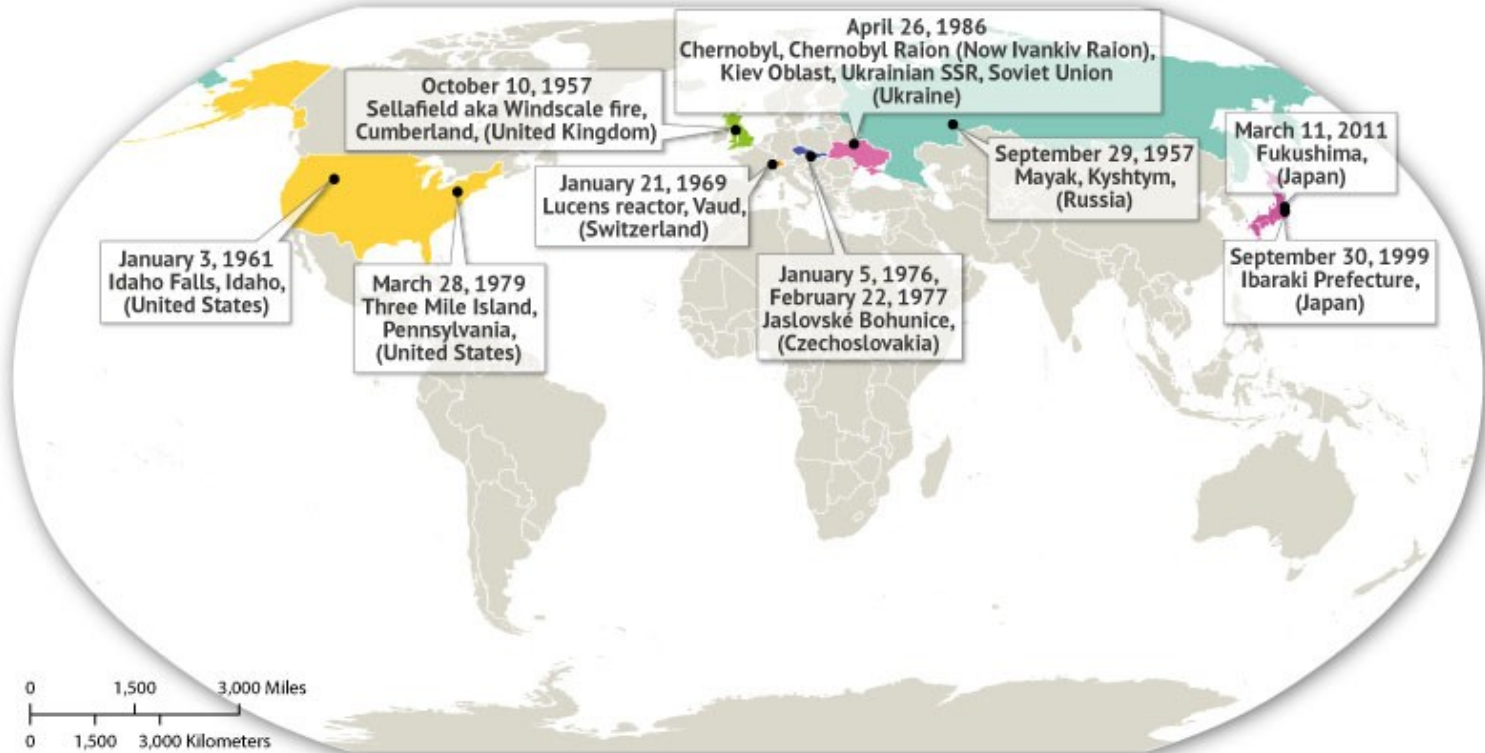 April 26, 1986
Chernobyl, Chernobyl Raion (Now Ivankiv Raion),
Kiev Oblast, Ukrainian SSR, Soviet Union
(Ukraine)
October 10, 1957
Sellafield aka Windscale fire,
Cumberland, (United Kingdom)
March 11, 2011
Fukushima,
(Japan)
September 29, 1957
Mayak, Kyshtym,
(Russia)
January 21, 1969
Lucens reactor, Vaud,
(Switzerland)
January 3, 1961
Idaho Falls, Idaho,
(United States)
March 28, 1979
Three Mile Island,
Pennsylvania,
(United States)
January 5, 1976,
February 22, 1977
Jaslovské Bohunice,
(Czechoslovakia)
September 30, 1999
Ibaraki Prefecture,
(Japan)
0 1,500 3,000 Miles
0 1,500 3,000 Kilometers